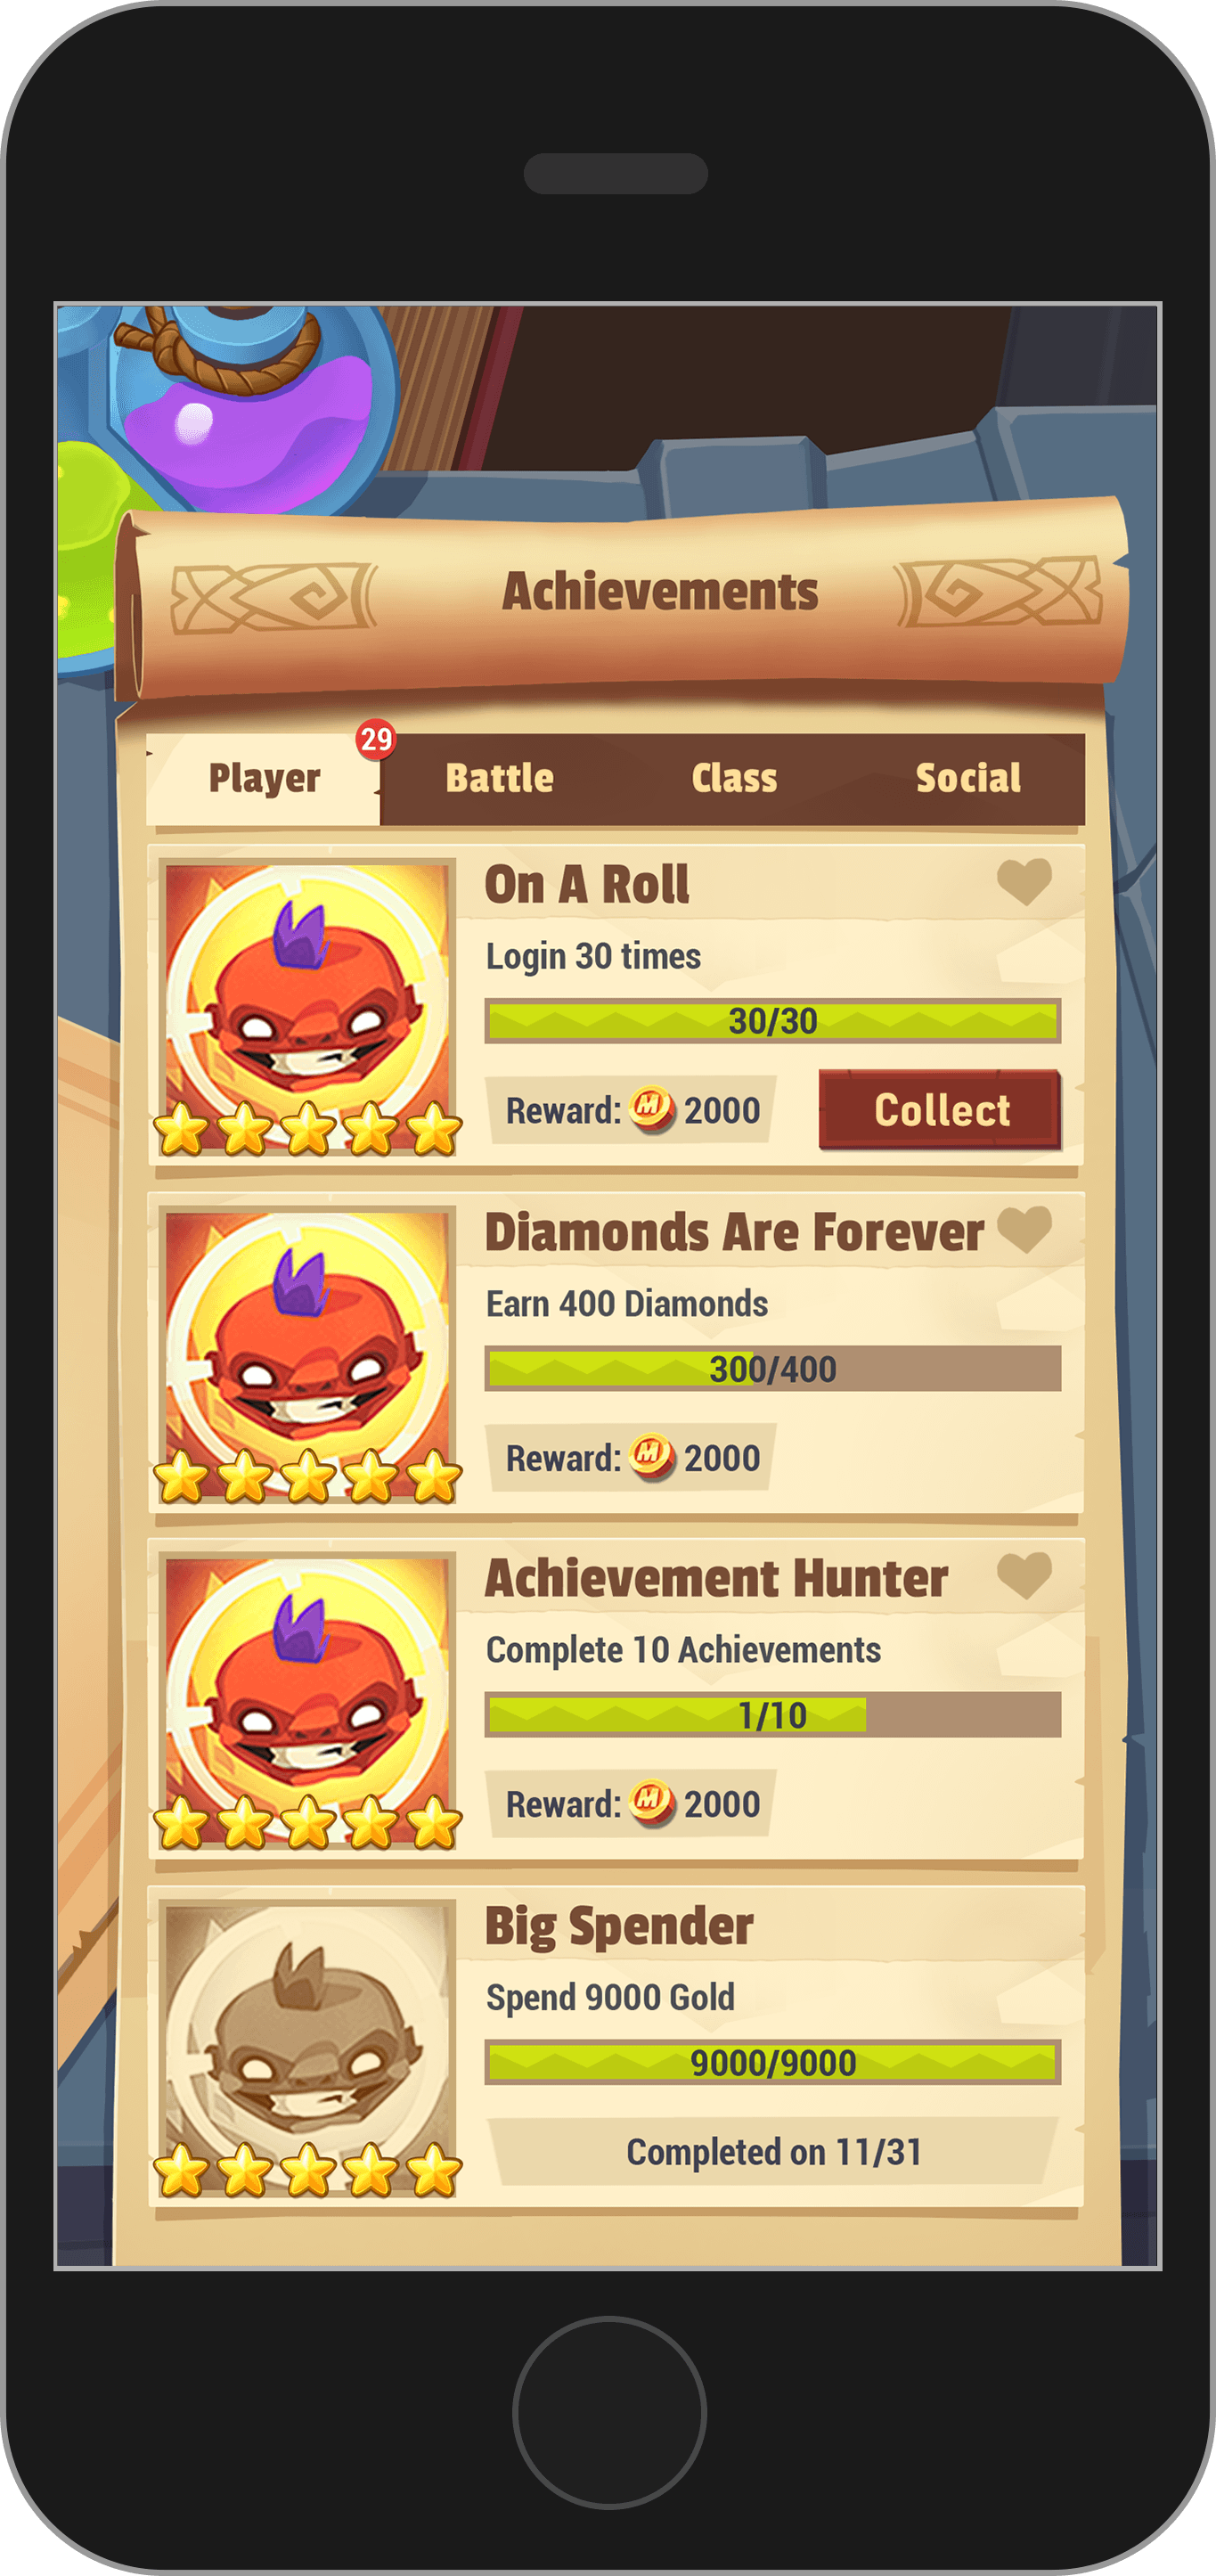 Achievements
29
Player Battle Class Social
On A Roll
Login 30 times
30/30
Reward: M 2000 Collect
Diamonds Are Forever
Earn 400 Diamonds
300/400
Reward: M 2000
Achievement Hunter
Complete 10 Achievements
1/10
Reward: M 2000
Big Spender
Spend 9000 Gold
9000/9000
Completed on 11/31